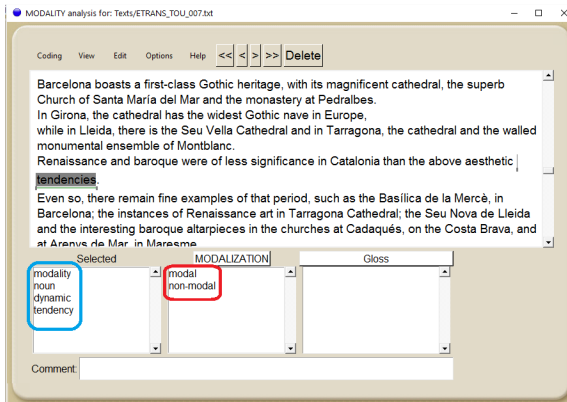 MODALITY analysis for: Texts/ETRANS_TOU_007.txt
Coding View Edit Options Help << < > >> Delete
Barcelona boasts a first-class Gothic heritage, with its magnificent cathedral, the superb
Church of Santa María del Mar and the monastery at Pedralbes.
In Girona, the cathedral has the widest Gothic nave in Europe,
while in Lleida, there is the Seu Vella Cathedral and in Tarragona, the cathedral and the walled
monumental ensemble of Montblanc.
Renaissance and baroque were of less significance in Catalonia than the above aesthetic
tendencies.
Even so, there remain fine examples of that period, such as the Basílica de la Mercè, in
Barcelona; the instances of Renaissance art in Tarragona Cathedral; the Seu Nova de Lleida
and the interesting baroque altarpieces in the churches at Cadaqués, on the Costa Brava, and
at Arenys de Mar, in Maresme
Selected MODALIZATION Gloss
modality modal
noun non-modal
dynamic
tendency
Comment: